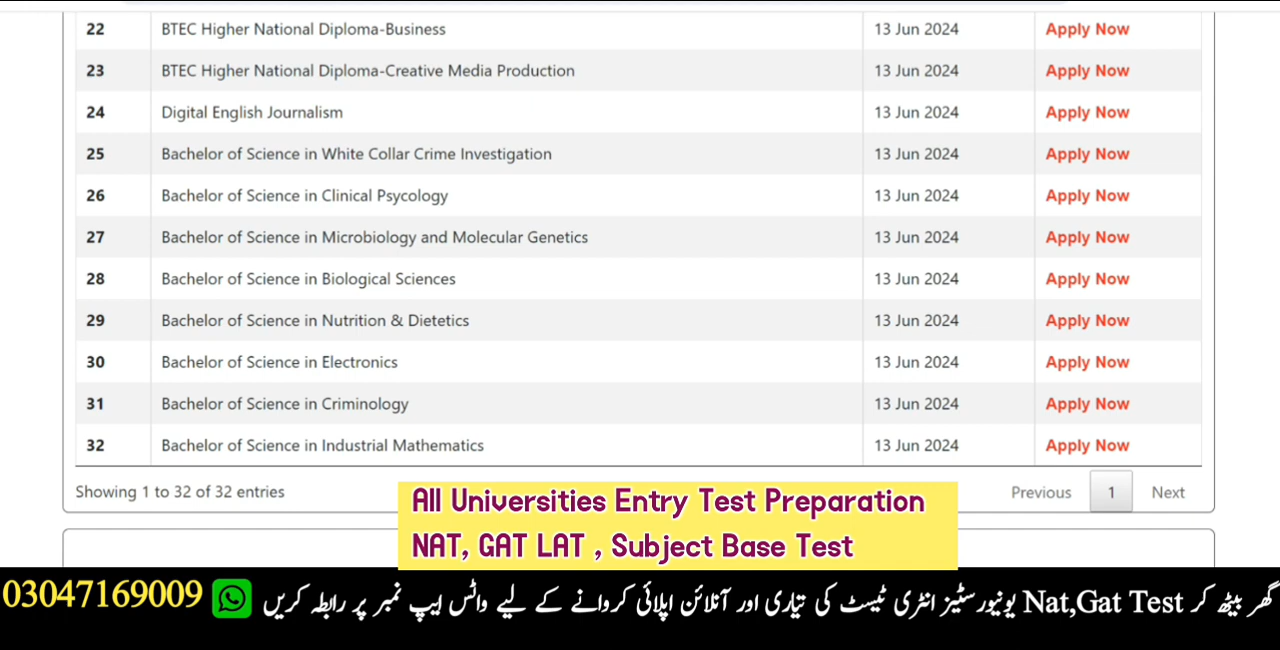 22 BTEC Higher National Diploma-Business 13 Jun 2024 Apply Now
23 BTEC Higher National Diploma-Creative Media Production 13 Jun 2024 Apply Now
24 Digital English Journalism 13 Jun 2024 Apply Now
25 Bachelor of Science in White Collar Crime Investigation 13 Jun 2024 Apply Now
26 Bachelor of Science in Clinical Psycology 13 Jun 2024 Apply Now
27 Bachelor of Science in Microbiology and Molecular Genetics 13 Jun 2024 Apply Now
28 Bachelor of Science in Biological Sciences 13 Jun 2024 Apply Now
29 Bachelor of Science in Nutrition & Dietetics 13 Jun 2024 Apply Now
30 Bachelor of Science in Electronics 13 Jun 2024 Apply Now
31 Bachelor of Science in Criminology 13 Jun 2024 Apply Now
32 Bachelor of Science in Industrial Mathematics 13 Jun 2024 Apply Now
Showing 1 to 32 of 32 entries Previous 1 Next
All Universities Entry Test Preparation
NAT, GAT LAT , Subject Base Test
گھر بیٹھ کر Nat,Gat Test یونیورسٹیز انٹری ٹیسٹ کی تیاری اور آنلائن اپلائی کروانے کے لیے واٹس ایپ نمبر پر رابطہ کریں 03047169009